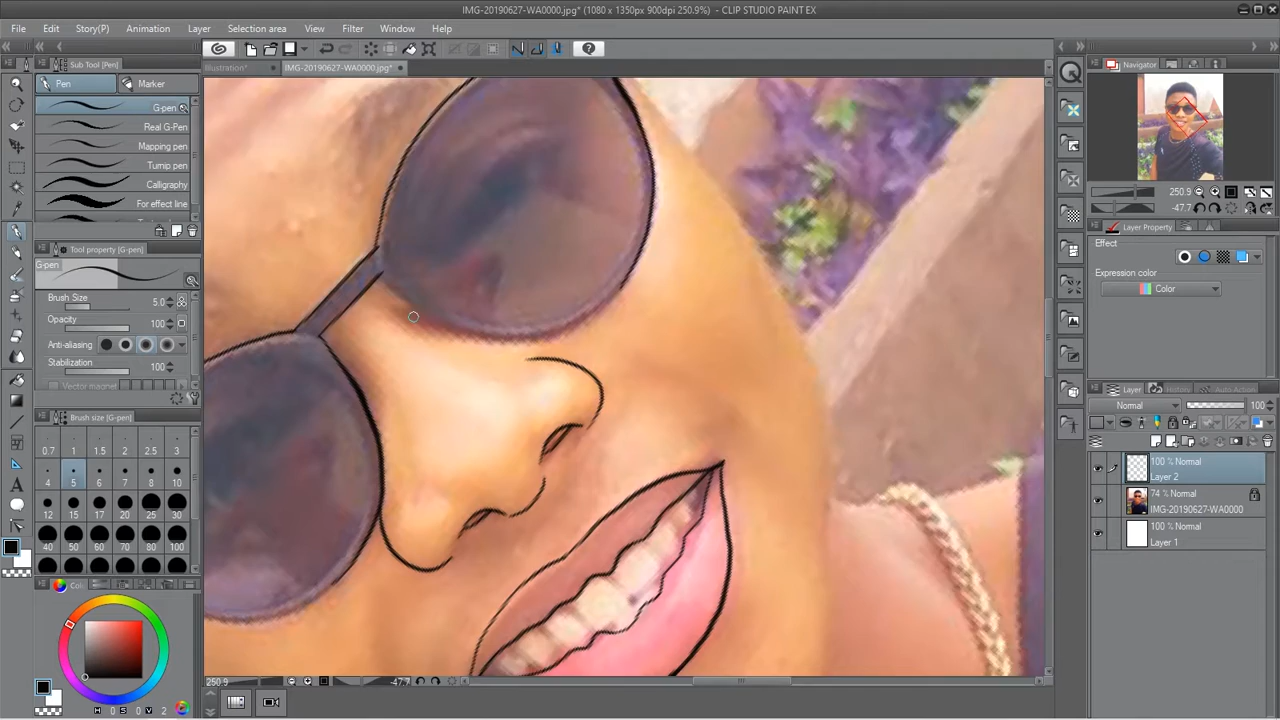 IMG-20190627-WA0000.jpg* (1080 x 1350px 900dpi 250.9%) - CLIP STUDIO PAINT EX
File Edit Story(P) Animation Layer Selection area View Filter Window Help
Sub Tool [Pen]
Illustration* IMG-20190627-WA0000.jpg*
Navigator
Pen Marker
G-pen
Real G-Pen
Mapping pen
Turnip pen
Calligraphy
For effect line
250.9
-47.7
Tool property [G-pen]
G-pen
Brush Size 5.0
Opacity 100
Anti-aliasing
Stabilization 100
Vector magnet
Layer Property
Effect
Expression color
Color
Layer History Auto Action
Normal 100
100 % Normal
Layer 2
74 % Normal
IMG-20190627-WA0000
100 % Normal
Layer 1
Brush size [G-pen]
0.7 1 1.5 2 2.5 3
4 5 6 7 8 10
12 15 17 20 25 30
40 50 60 70 80 100
H 0 S 0 V 2
250.9 -47.7